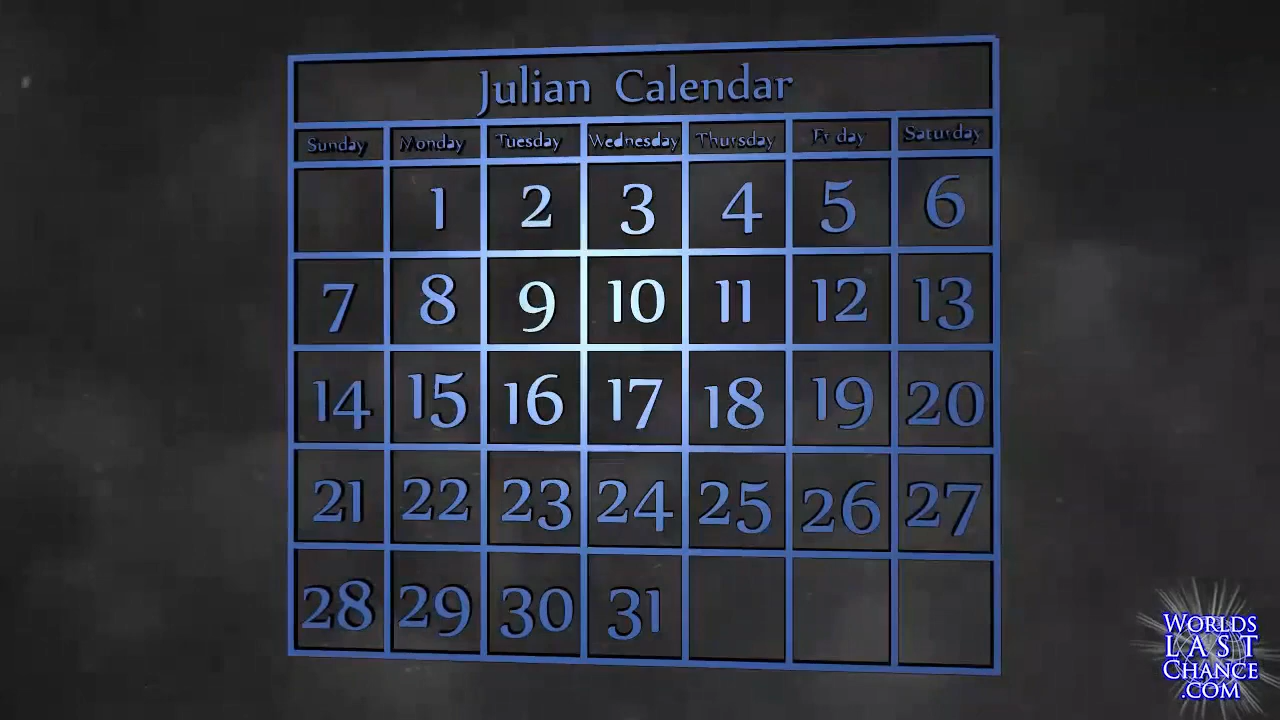 Julian Calendar
Sunday Monday Tuesday Wednesday Thursday Friday Saturday
1 2 3 4 5 6
7 8 9 10 11 12 13
14 15 16 17 18 19 20
21 22 23 24 25 26 27
28 29 30 31
WORLDS
LAST
CHANCE
.COM